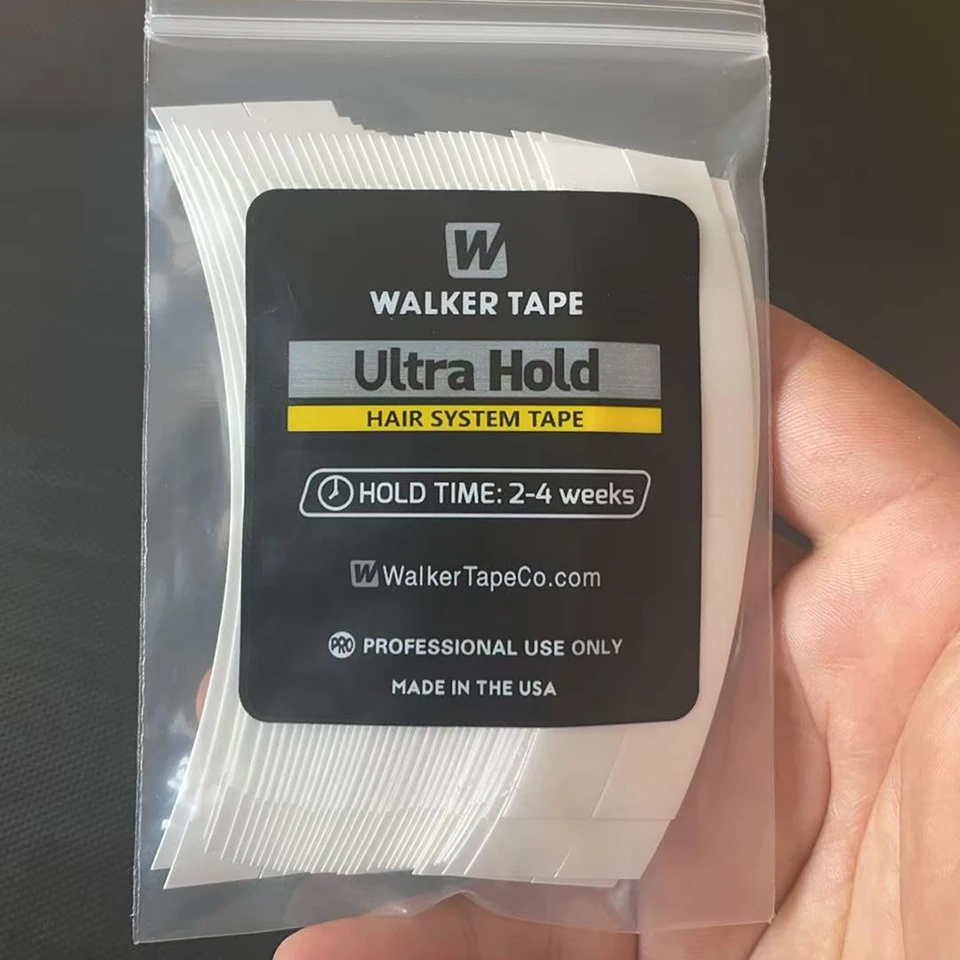 W
WALKER TAPE
Ultra Hold
HAIR SYSTEM TAPE
HOLD TIME: 2-4 weeks
W WalkerTapeCo.com
PRO PROFESSIONAL USE ONLY
MADE IN THE USA